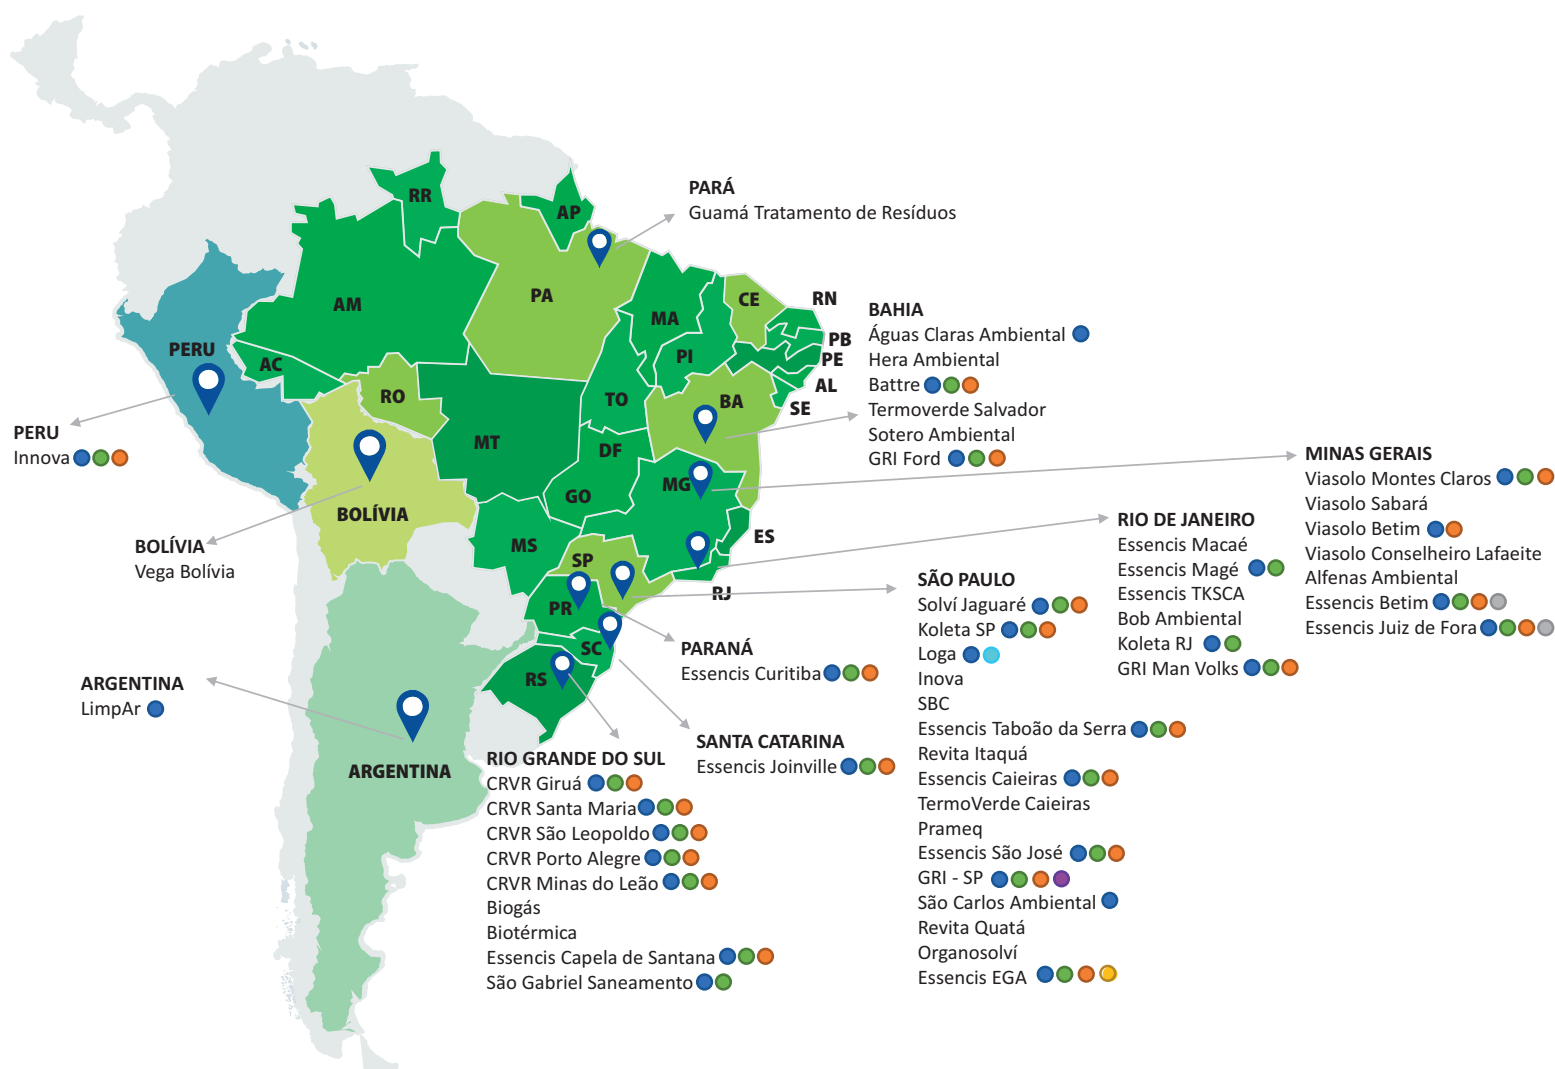 RR
AP
AM
PA
MA
CE
RN
PB
PE
AL
SE
PI
AC
RO
TO
BA
MT
DF
GO
MG
ES
MS
SP
RJ
PR
SC
RS
PERU
BOLÍVIA
ARGENTINA
PARÁ
Guamá Tratamento de Resíduos
BAHIA
Águas Claras Ambiental
Hera Ambiental
Battre
Termoverde Salvador
Sotero Ambiental
GRI Ford
MINAS GERAIS
Viasolo Montes Claros
Viasolo Sabará
Viasolo Betim
Viasolo Conselheiro Lafaeite
Alfenas Ambiental
Essencis Betim
Essencis Juiz de Fora
RIO DE JANEIRO
Essencis Macaé
Essencis Magé
Essencis TKSCA
Bob Ambiental
Koleta RJ
GRI Man Volks
SÃO PAULO
Solví Jaguaré
Koleta SP
Loga
Inova
SBC
Essencis Taboão da Serra
Revita Itaquá
Essencis Caieiras
TermoVerde Caieiras
Prameq
Essencis São José
GRI - SP
São Carlos Ambiental
Revita Quatá
Organosolví
Essencis EGA
PARANÁ
Essencis Curitiba
SANTA CATARINA
Essencis Joinville
RIO GRANDE DO SUL
CRVR Giruá
CRVR Santa Maria
CRVR São Leopoldo
CRVR Porto Alegre
CRVR Minas do Leão
Biogás
Biotérmica
Essencis Capela de Santana
São Gabriel Saneamento
PERU
Innova
BOLÍVIA
Vega Bolívia
ARGENTINA
LimpAr